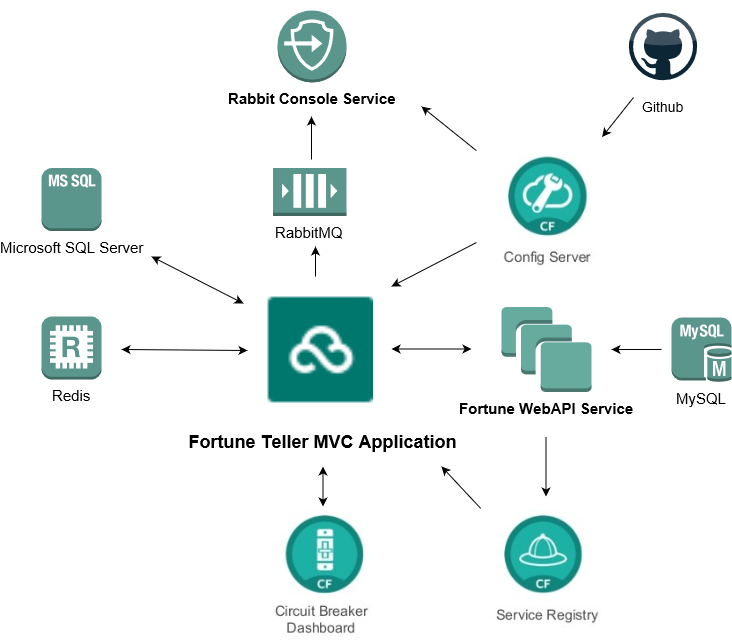 Rabbit Console Service
Github
MS SQL
Microsoft SQL Server
RabbitMQ
CF
Config Server
R
Redis
MySQL
M
MySQL
Fortune WebAPI Service
Fortune Teller MVC Application
CF
Circuit Breaker
Dashboard
CF
Service Registry